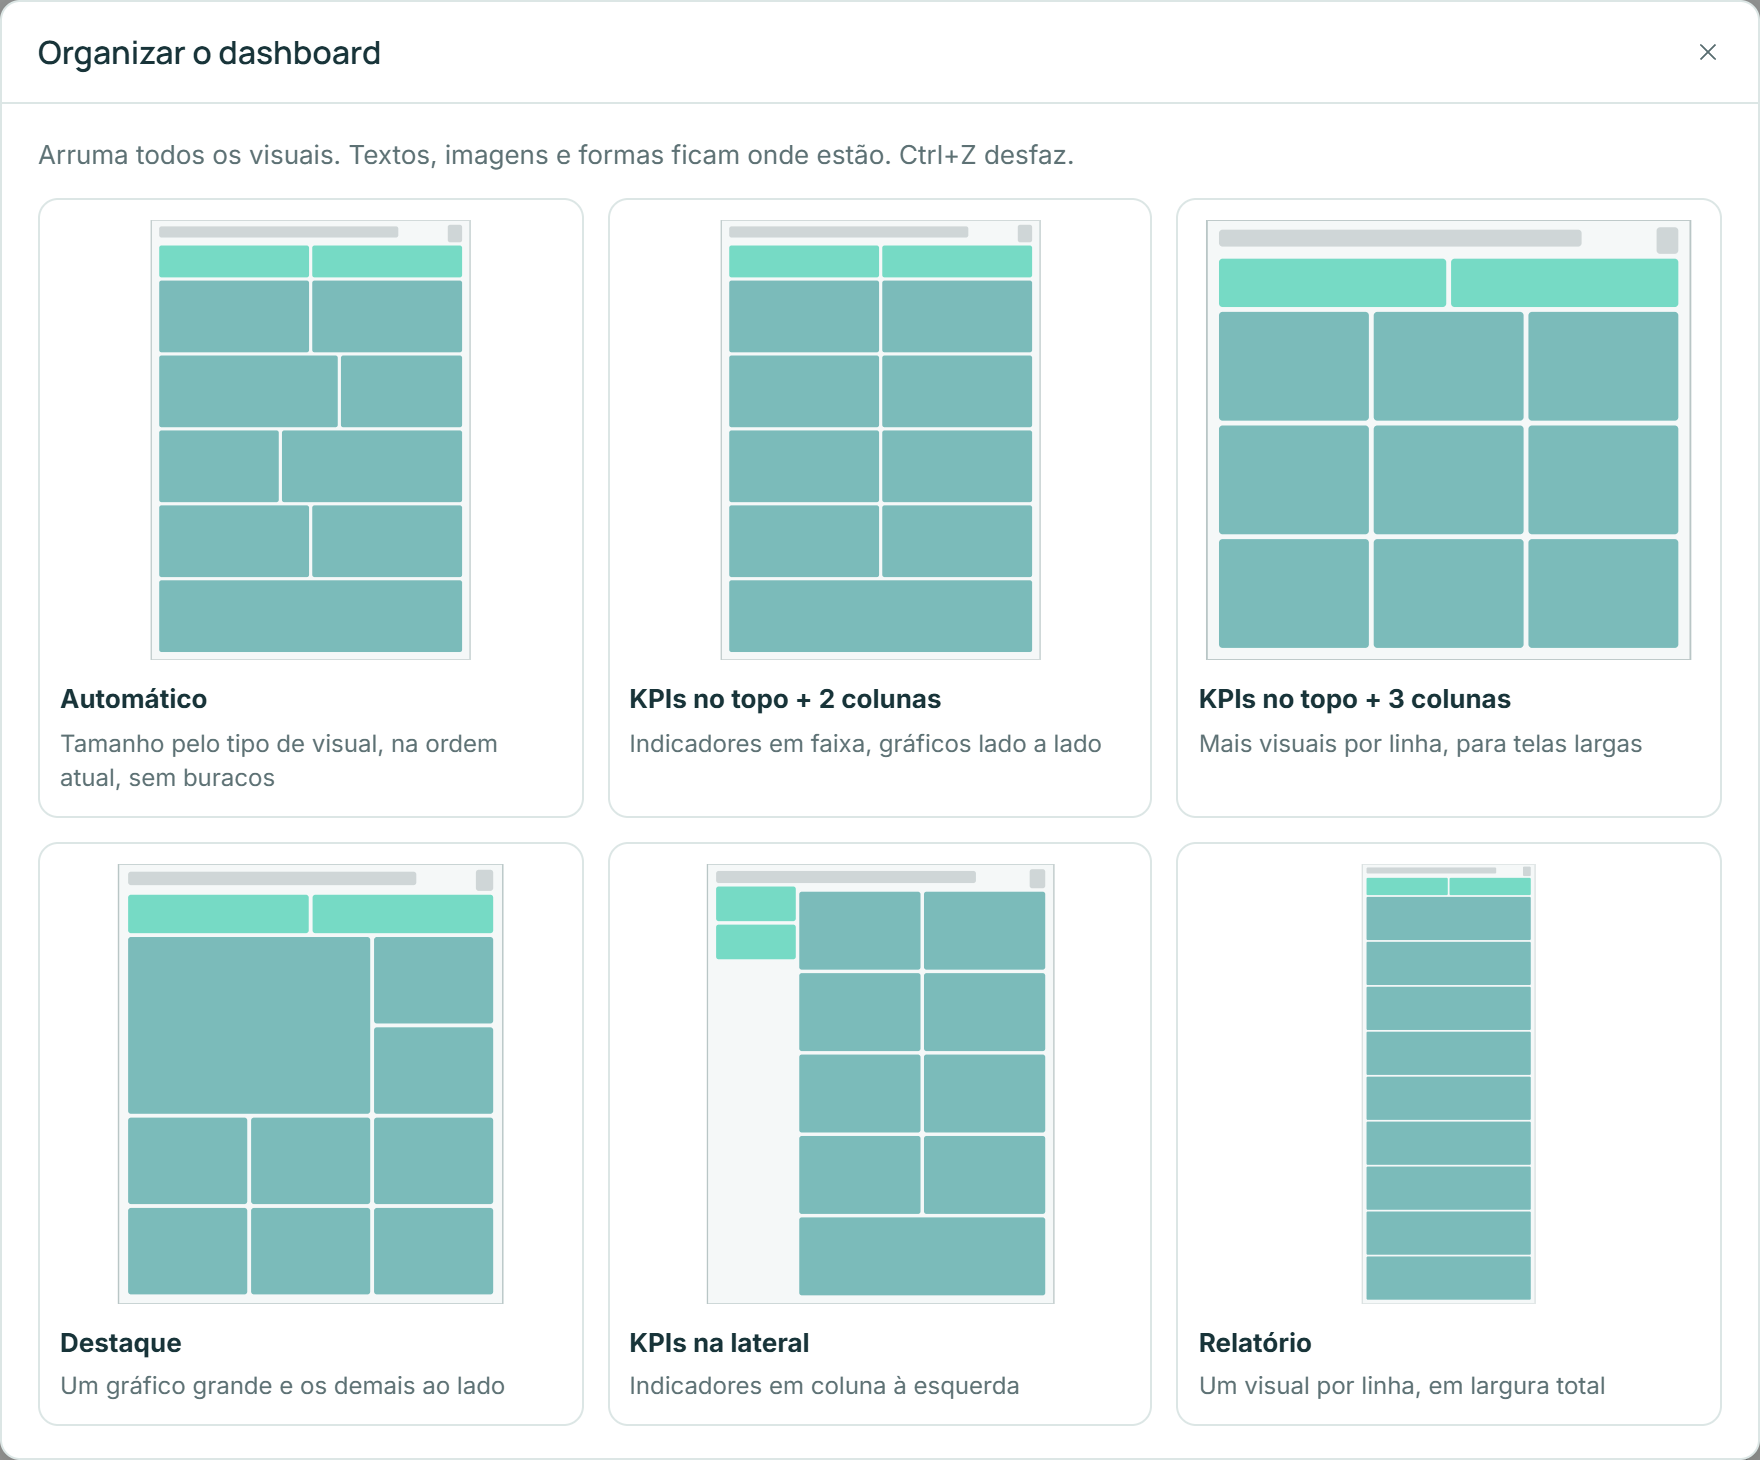 Organizar o dashboard
Arruma todos os visuais. Textos, imagens e formas ficam onde estão. Ctrl+Z desfaz.
Automático
Tamanho pelo tipo de visual, na ordem
atual, sem buracos
KPIs no topo + 2 colunas
Indicadores em faixa, gráficos lado a lado
KPIs no topo + 3 colunas
Mais visuais por linha, para telas largas
Destaque
Um gráfico grande e os demais ao lado
KPIs na lateral
Indicadores em coluna à esquerda
Relatório
Um visual por linha, em largura total